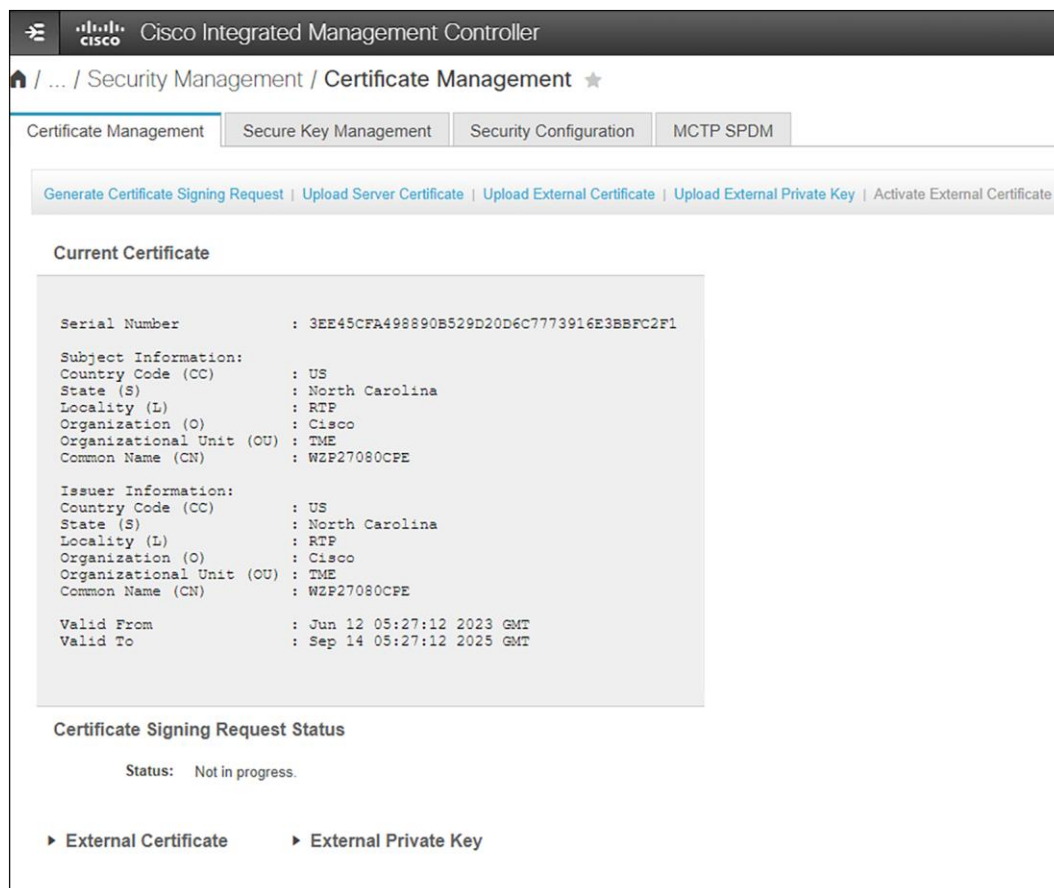 CISCO Cisco Integrated Management Controller
/ ... / Security Management / Certificate Management
Certificate Management Secure Key Management Security Configuration MCTP SPDM
Generate Certificate Signing Request | Upload Server Certificate | Upload External Certificate | Upload External Private Key | Activate External Certificate
Current Certificate
Serial Number : 3EE45CFA498890B529D20D6C7773916E3BBFC2F1
Subject Information:
Country Code (CC) : US
State (S) : North Carolina
Locality (L) : RTP
Organization (O) : Cisco
Organizational Unit (OU) : TME
Common Name (CN) : WZP27080CPE
Issuer Information:
Country Code (CC) : US
State (S) : North Carolina
Locality (L) : RTP
Organization (O) : Cisco
Organizational Unit (OU) : TME
Common Name (CN) : WZP27080CPE
Valid From : Jun 12 05:27:12 2023 GMT
Valid To : Sep 14 05:27:12 2025 GMT
Certificate Signing Request Status
Status: Not in progress.
External Certificate External Private Key